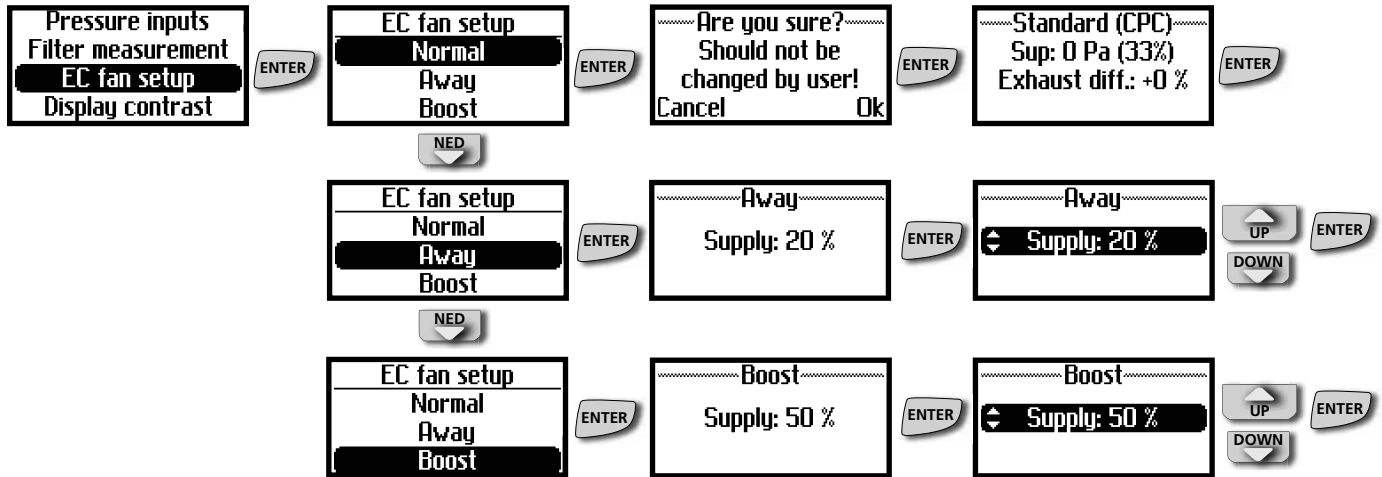 Pressure inputs
Filter measurement
EC fan setup
Display contrast
ENTER
EC fan setup
Normal
Away
Boost
ENTER
Are you sure?
Should not be
changed by user!
Cancel Ok
ENTER
Standard (CPC)
Sup: 0 Pa (33%)
Exhaust diff.: +0 %
ENTER
NED
EC fan setup
Normal
Away
Boost
ENTER
Away
Supply: 20 %
ENTER
Away
Supply: 20 %
UP
DOWN
ENTER
NED
EC fan setup
Normal
Away
Boost
ENTER
Boost
Supply: 50 %
ENTER
Boost
Supply: 50 %
UP
DOWN
ENTER